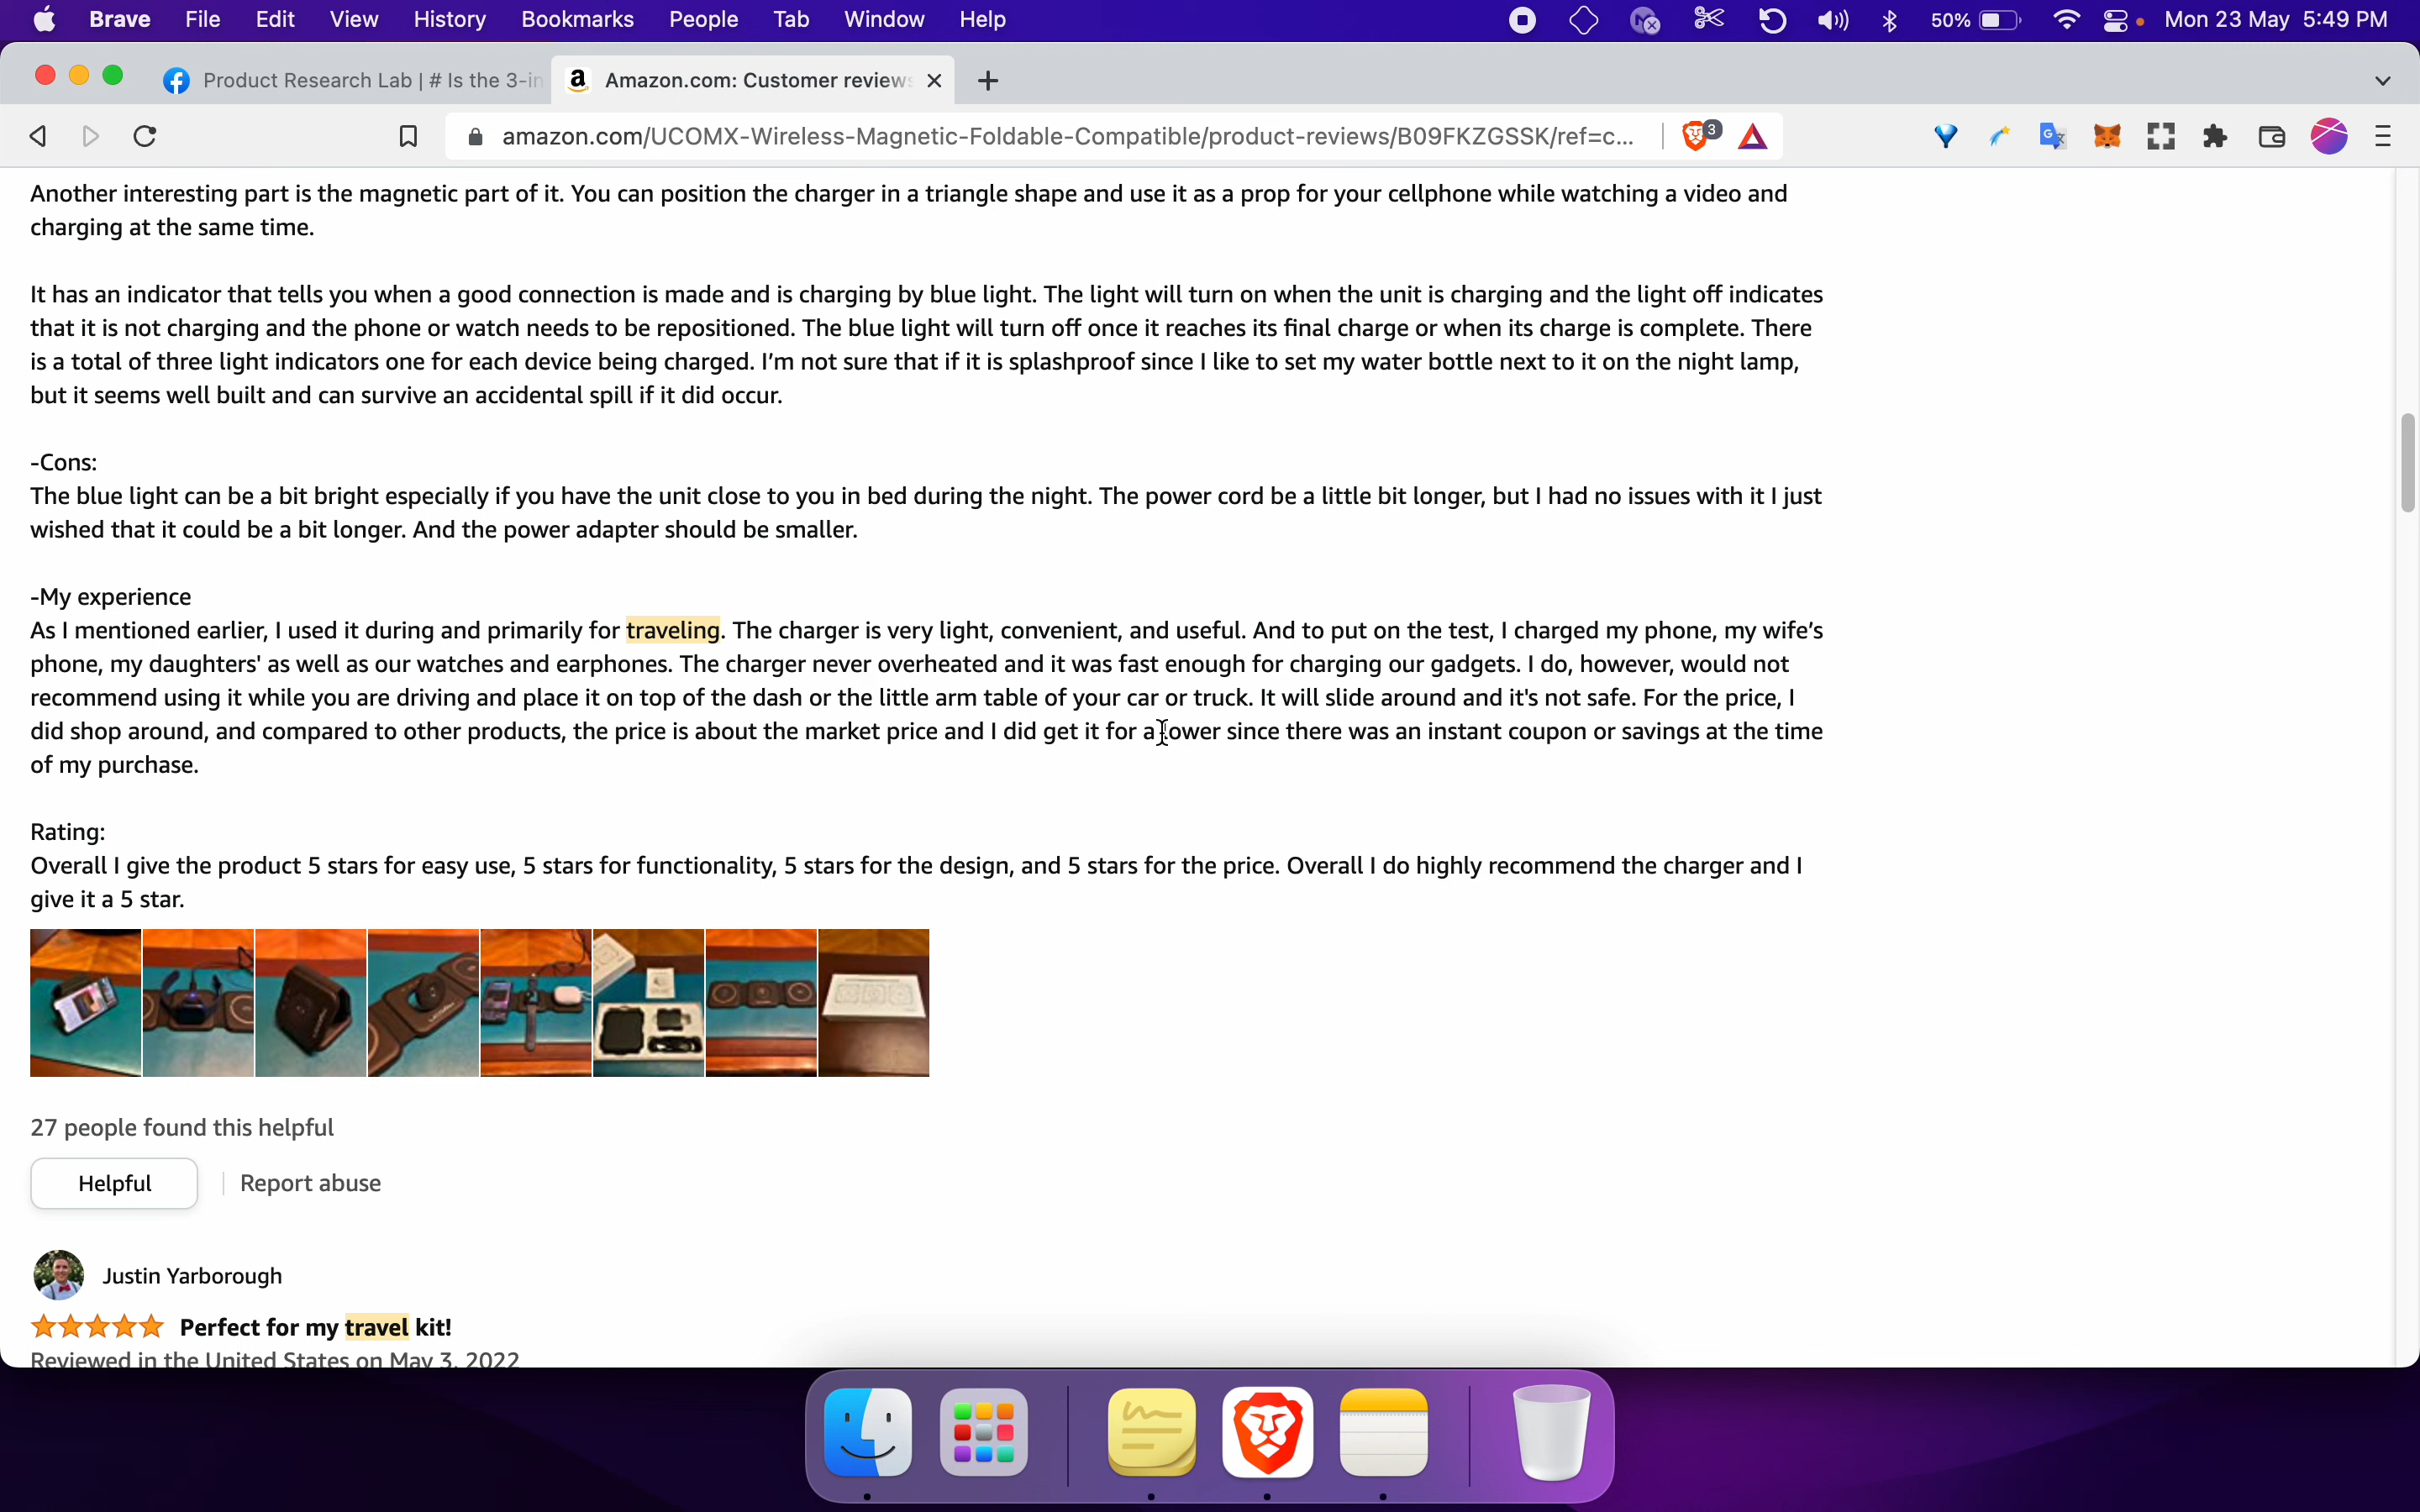 Brave File Edit View History Bookmarks People Tab Window Help 50% Mon 23 May 5:49 PM
Product Research Lab | # Is the 3-in
Amazon.com: Customer reviews
amazon.com/UCOMX-Wireless-Magnetic-Foldable-Compatible/product-reviews/B09FKZGSSK/ref=c... 3
Another interesting part is the magnetic part of it. You can position the charger in a triangle shape and use it as a prop for your cellphone while watching a video and
charging at the same time.
It has an indicator that tells you when a good connection is made and is charging by blue light. The light will turn on when the unit is charging and the light off indicates
that it is not charging and the phone or watch needs to be repositioned. The blue light will turn off once it reaches its final charge or when its charge is complete. There
is a total of three light indicators one for each device being charged. I’m not sure that if it is splashproof since I like to set my water bottle next to it on the night lamp,
but it seems well built and can survive an accidental spill if it did occur.
-Cons:
The blue light can be a bit bright especially if you have the unit close to you in bed during the night. The power cord be a little bit longer, but I had no issues with it I just
wished that it could be a bit longer. And the power adapter should be smaller.
-My experience
As I mentioned earlier, I used it during and primarily for traveling. The charger is very light, convenient, and useful. And to put on the test, I charged my phone, my wife’s
phone, my daughters' as well as our watches and earphones. The charger never overheated and it was fast enough for charging our gadgets. I do, however, would not
recommend using it while you are driving and place it on top of the dash or the little arm table of your car or truck. It will slide around and it's not safe. For the price, I
did shop around, and compared to other products, the price is about the market price and I did get it for a lower since there was an instant coupon or savings at the time
of my purchase.
Rating:
Overall I give the product 5 stars for easy use, 5 stars for functionality, 5 stars for the design, and 5 stars for the price. Overall I do highly recommend the charger and I
give it a 5 star.
27 people found this helpful
Helpful
Report abuse
Justin Yarborough
Perfect for my travel kit!
Reviewed in the United States on May 3, 2022